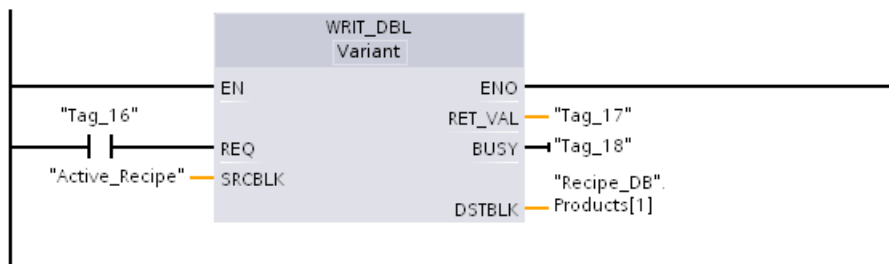 WRIT_DBL
Variant
EN
ENO
"Tag_16"
RET_VAL
"Tag_17"
REQ
BUSY
"Tag_18"
"Active_Recipe"
SRCBLK
"Recipe_DB".
DSTBLK
Products[1]